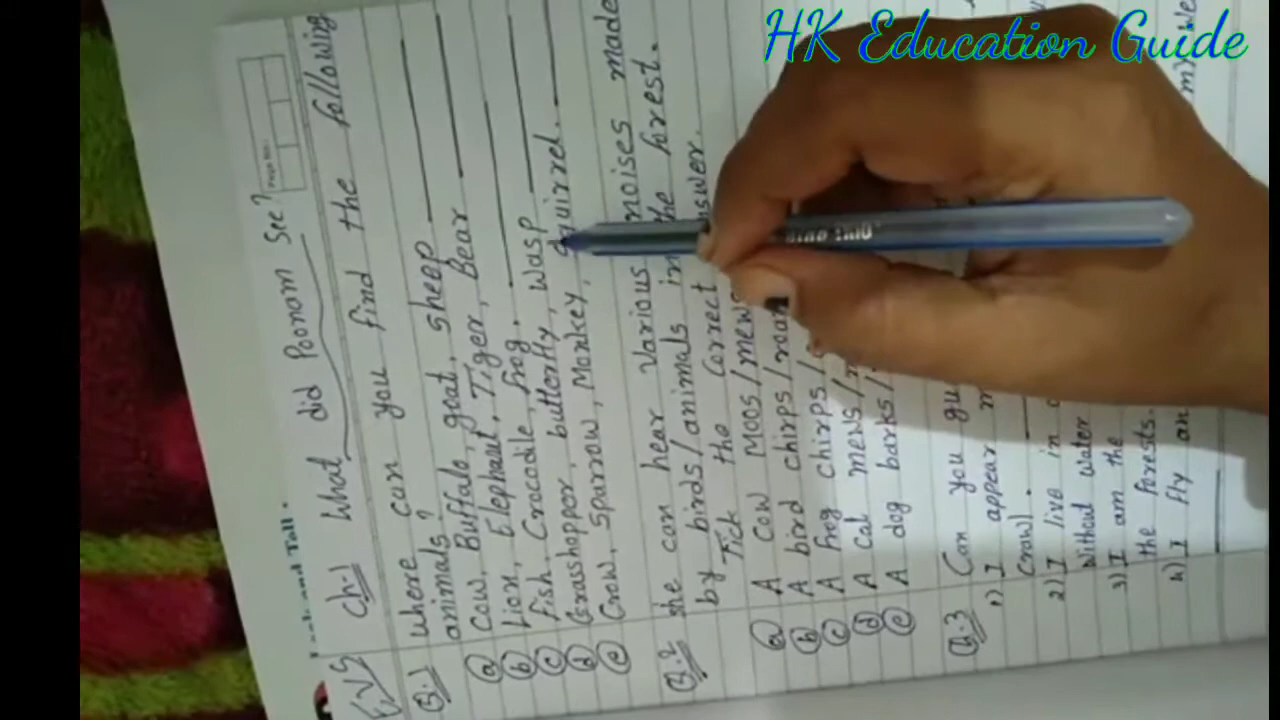 HK Education Guide
Page No.:
EVS Ch-1 What did Poonam See?
Q.1 Where can you find the following
animals?
(a) Cow, Buffalo, goat, sheep
(b) Lion, Elephant, Tiger, Bear
(c) fish, Crocodile, frog.
(d) Grasshopper, butterfly, wasp
(e) Crow, Sparrow, Monkey, Squirrel.
Q.2 She can hear various noises made
by birds/animals in the forest.
Tick the correct answer.
(a) A Cow Moos/mews
(b) A bird chirps/roar
(c) A frog chirps/
(d) A Cat mews/
(e) A dog barks/
Q.3 Can you
1) I appear
Crawl.
2) I live in
Without water
3) I am the
the forests.
4) I fly an